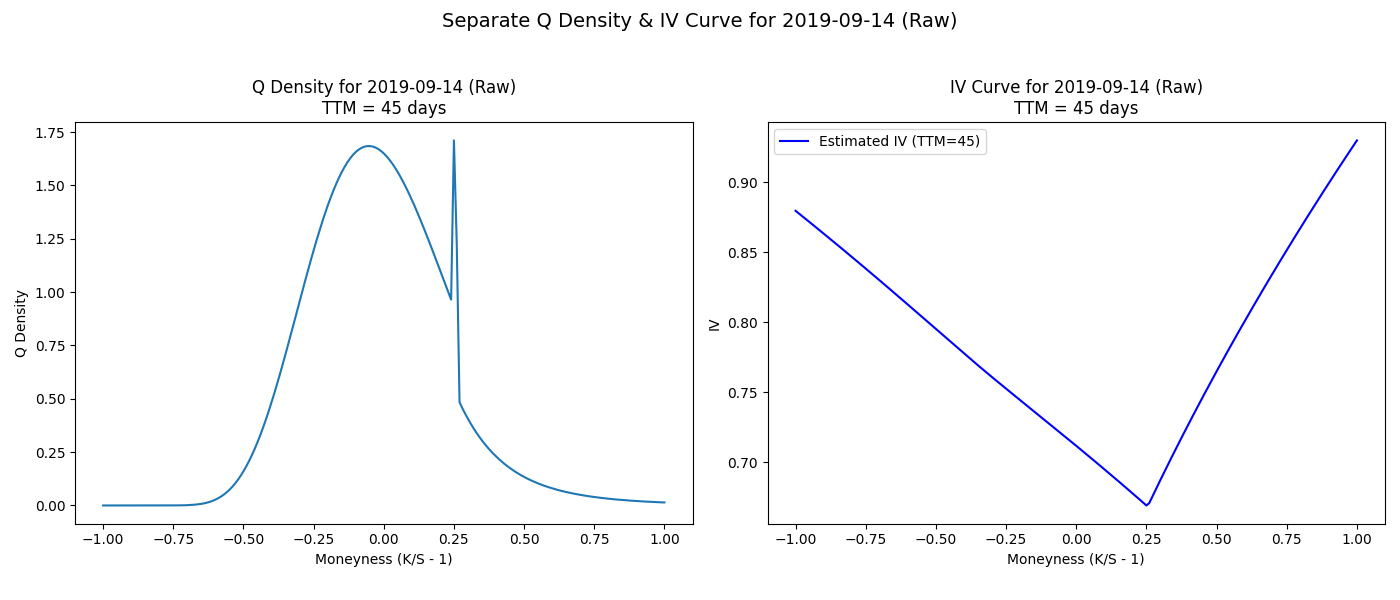 Separate Q Density & IV Curve for 2019-09-14 (Raw)
Q Density for 2019-09-14 (Raw)
TTM = 45 days
1.75
1.50
1.25
1.00
0.75
0.50
0.25
0.00
Q Density
−1.00 −0.75 −0.50 −0.25 0.00 0.25 0.50 0.75 1.00
Moneyness (K/S - 1)
IV Curve for 2019-09-14 (Raw)
TTM = 45 days
Estimated IV (TTM=45)
0.90
0.85
0.80
0.75
0.70
IV
−1.00 −0.75 −0.50 −0.25 0.00 0.25 0.50 0.75 1.00
Moneyness (K/S - 1)